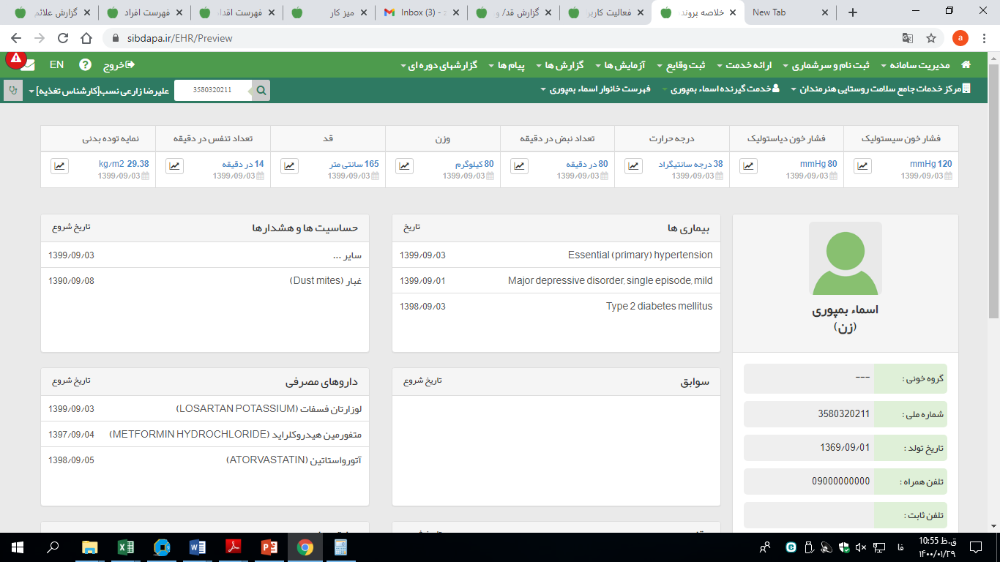 گزارش علائم
فهرست افراد
فهرست اقدا
میز کار
Inbox (3) - z
گزارش قد/ و
فعالیت کاربر
خلاصه پرونده
New Tab
sibdapa.ir/EHR/Preview
a
مدیریت سامانه
ثبت نام و سرشماری
ارائه خدمت
ثبت وقایع
آزمایش ها
گزارش ها
پیام ها
گزارشهای دوره ای
خروج
EN
مرکز خدمات جامع سلامت روستایی هنرمندان
خدمت گیرنده اسماء بمپوری
فهرست خانوار اسماء بمپوری
3580320211
علیرضا زارعی نسب[کارشناس تغذیه]
فشار خون سیستولیک
فشار خون دیاستولیک
درجه حرارت
تعداد نبض در دقیقه
وزن
قد
تعداد تنفس در دقیقه
نمایه توده بدنی
120 mmHg
80 mmHg
38 درجه سانتیگراد
80 در دقیقه
80 کیلوگرم
165 سانتی متر
14 در دقیقه
29.38 kg/m2
1399/09/03
1399/09/03
1399/09/03
1399/09/03
1399/09/03
1399/09/03
1399/09/03
1399/09/03
اسماء بمپوری
(زن)
گروه خونی : ---
شماره ملی : 3580320211
تاریخ تولد : 1369/09/01
تلفن همراه : 09000000000
تلفن ثابت :
بیماری ها تاریخ
Essential (primary) hypertension 1399/09/03
Major depressive disorder, single episode, mild 1399/09/01
Type 2 diabetes mellitus 1398/09/03
حساسیت ها و هشدارها تاریخ شروع
سایر ... 1399/09/03
غبار (Dust mites) 1390/09/08
سوابق تاریخ شروع
داروهای مصرفی تاریخ شروع
لوزارتان فسفات (LOSARTAN POTASSIUM) 1399/09/03
متفورمین هیدروکلراید (METFORMIN HYDROCHLORIDE) 1397/09/04
آتورواستاتین (ATORVASTATIN) 1398/09/05
فا
10:55 ق.ظ
۱۴۰۰/۰۱/۲۹